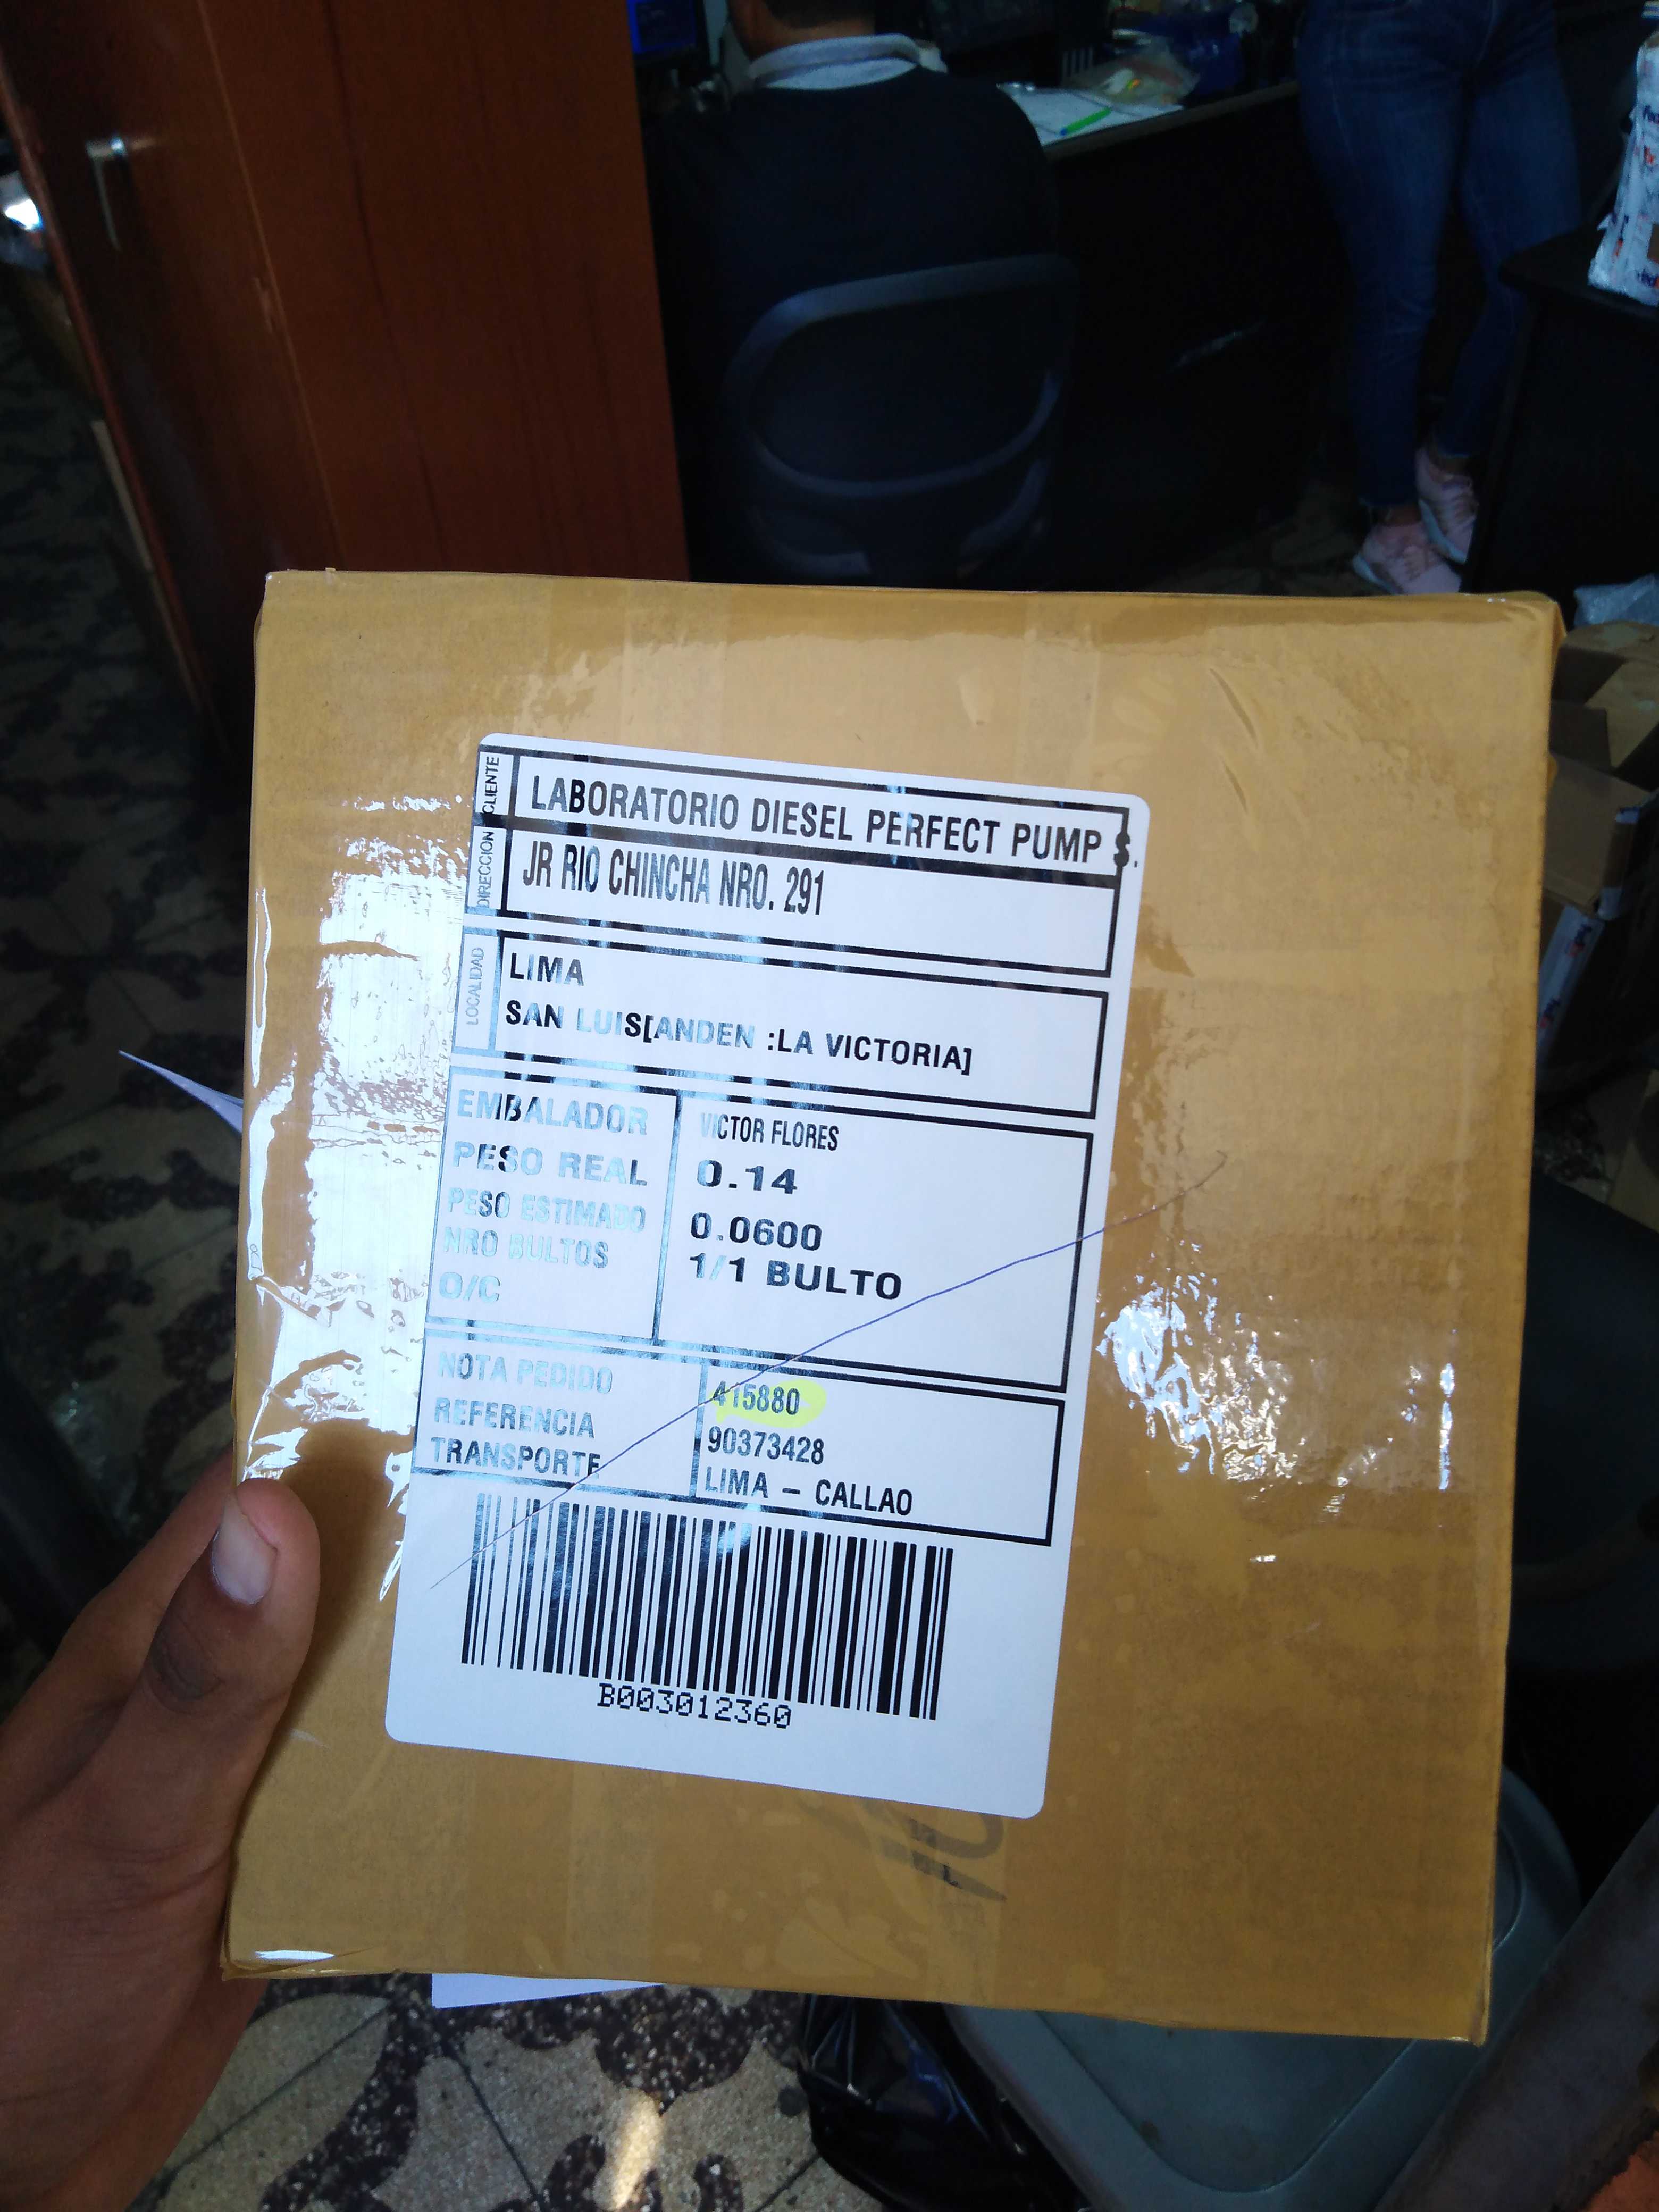 CLIENTE LABORATORIO DIESEL PERFECT PUMP S.
DIRECCION JR RIO CHINCHA NRO. 291
LOCALIDAD LIMA
SAN LUIS[ANDEN :LA VICTORIA]
EMBALADOR VICTOR FLORES
PESO REAL 0.14
PESO ESTIMADO 0.0600
NRO BULTOS 1/1 BULTO
O/C
NOTA PEDIDO 415880
REFERENCIA 90373428
TRANSPORTE LIMA – CALLAO
B003012360